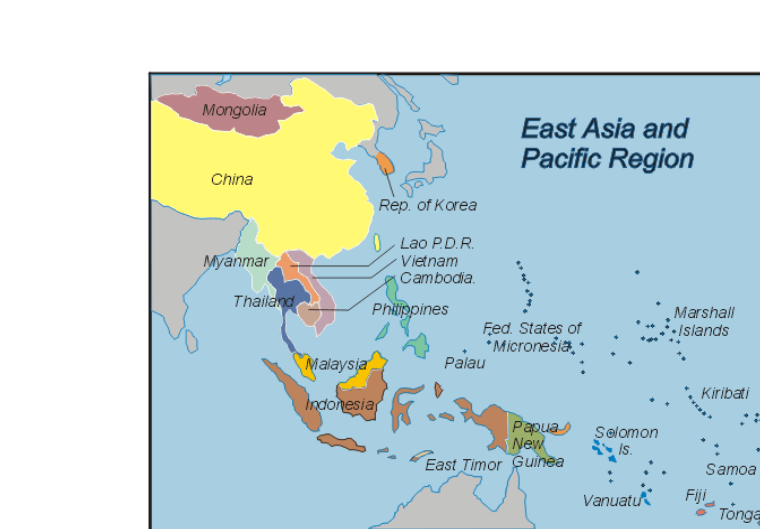 Mongolia
East Asia and
Pacific Region
China
Rep. of Korea
Lao P.D.R.
Myanmar
Vietnam
Cambodia.
Thailand
Philippines
Marshall
Islands
Fed. States of
Micronesia
Malaysia
Palau
Kiribati
Indonesia
Papua
New
Guinea
Solomon
Is.
East Timor
Samoa
Vanuatu
Fiji
Tonga